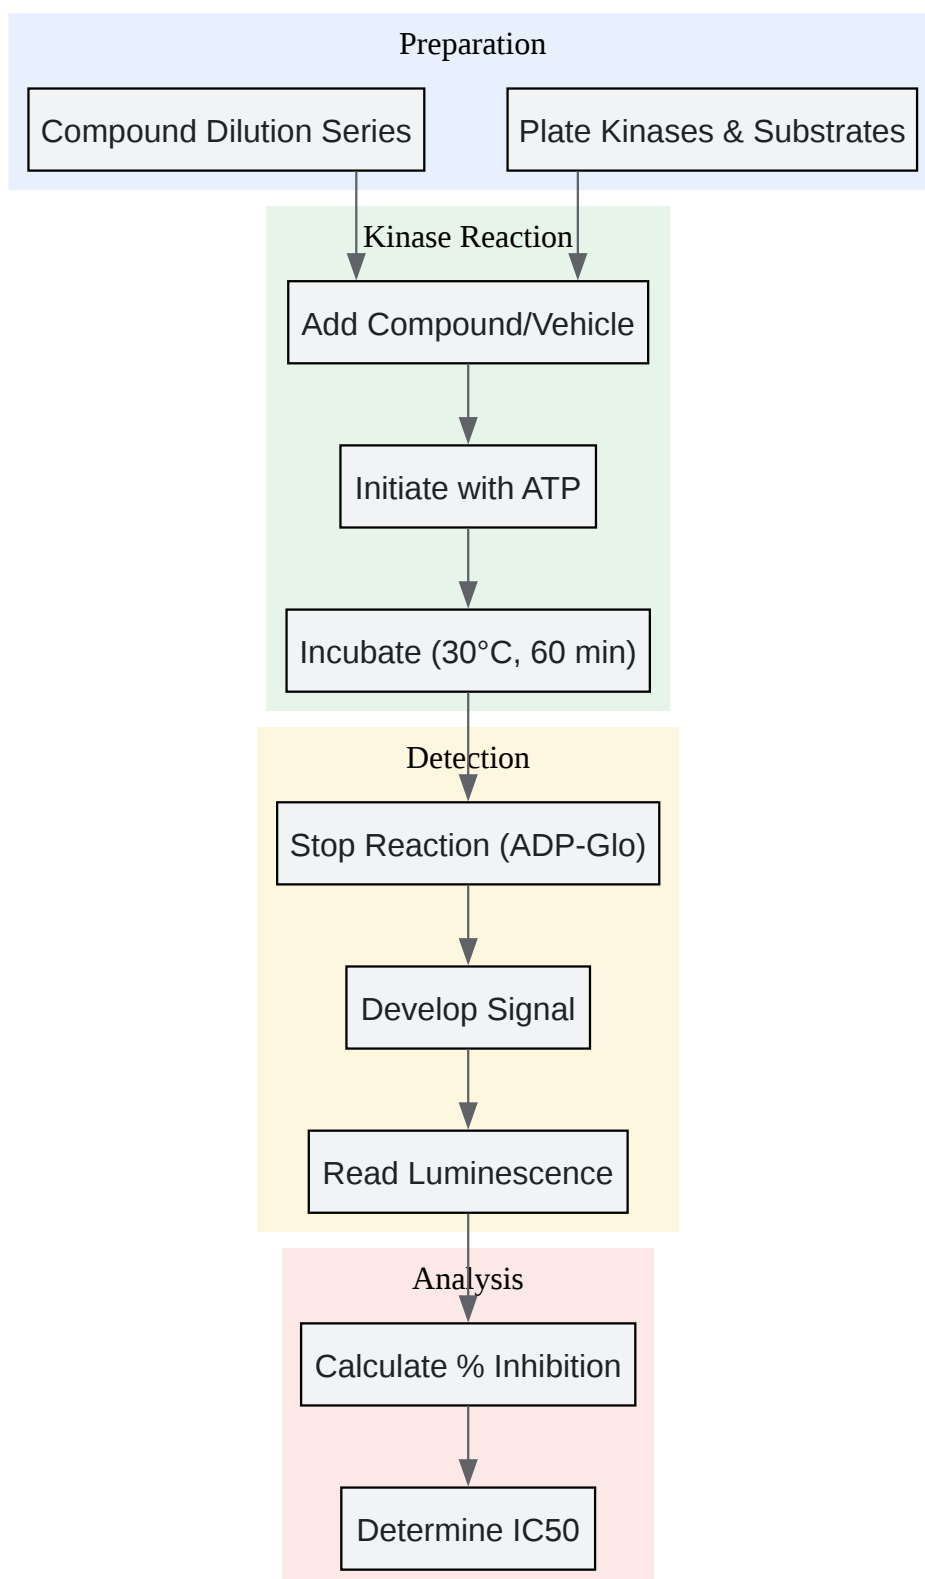 Preparation
Compound Dilution Series
Plate Kinases & Substrates
Kinase Reaction
Add Compound/Vehicle
Initiate with ATP
Incubate (30°C, 60 min)
Detection
Stop Reaction (ADP-Glo)
Develop Signal
Read Luminescence
Analysis
Calculate % Inhibition
Determine IC50